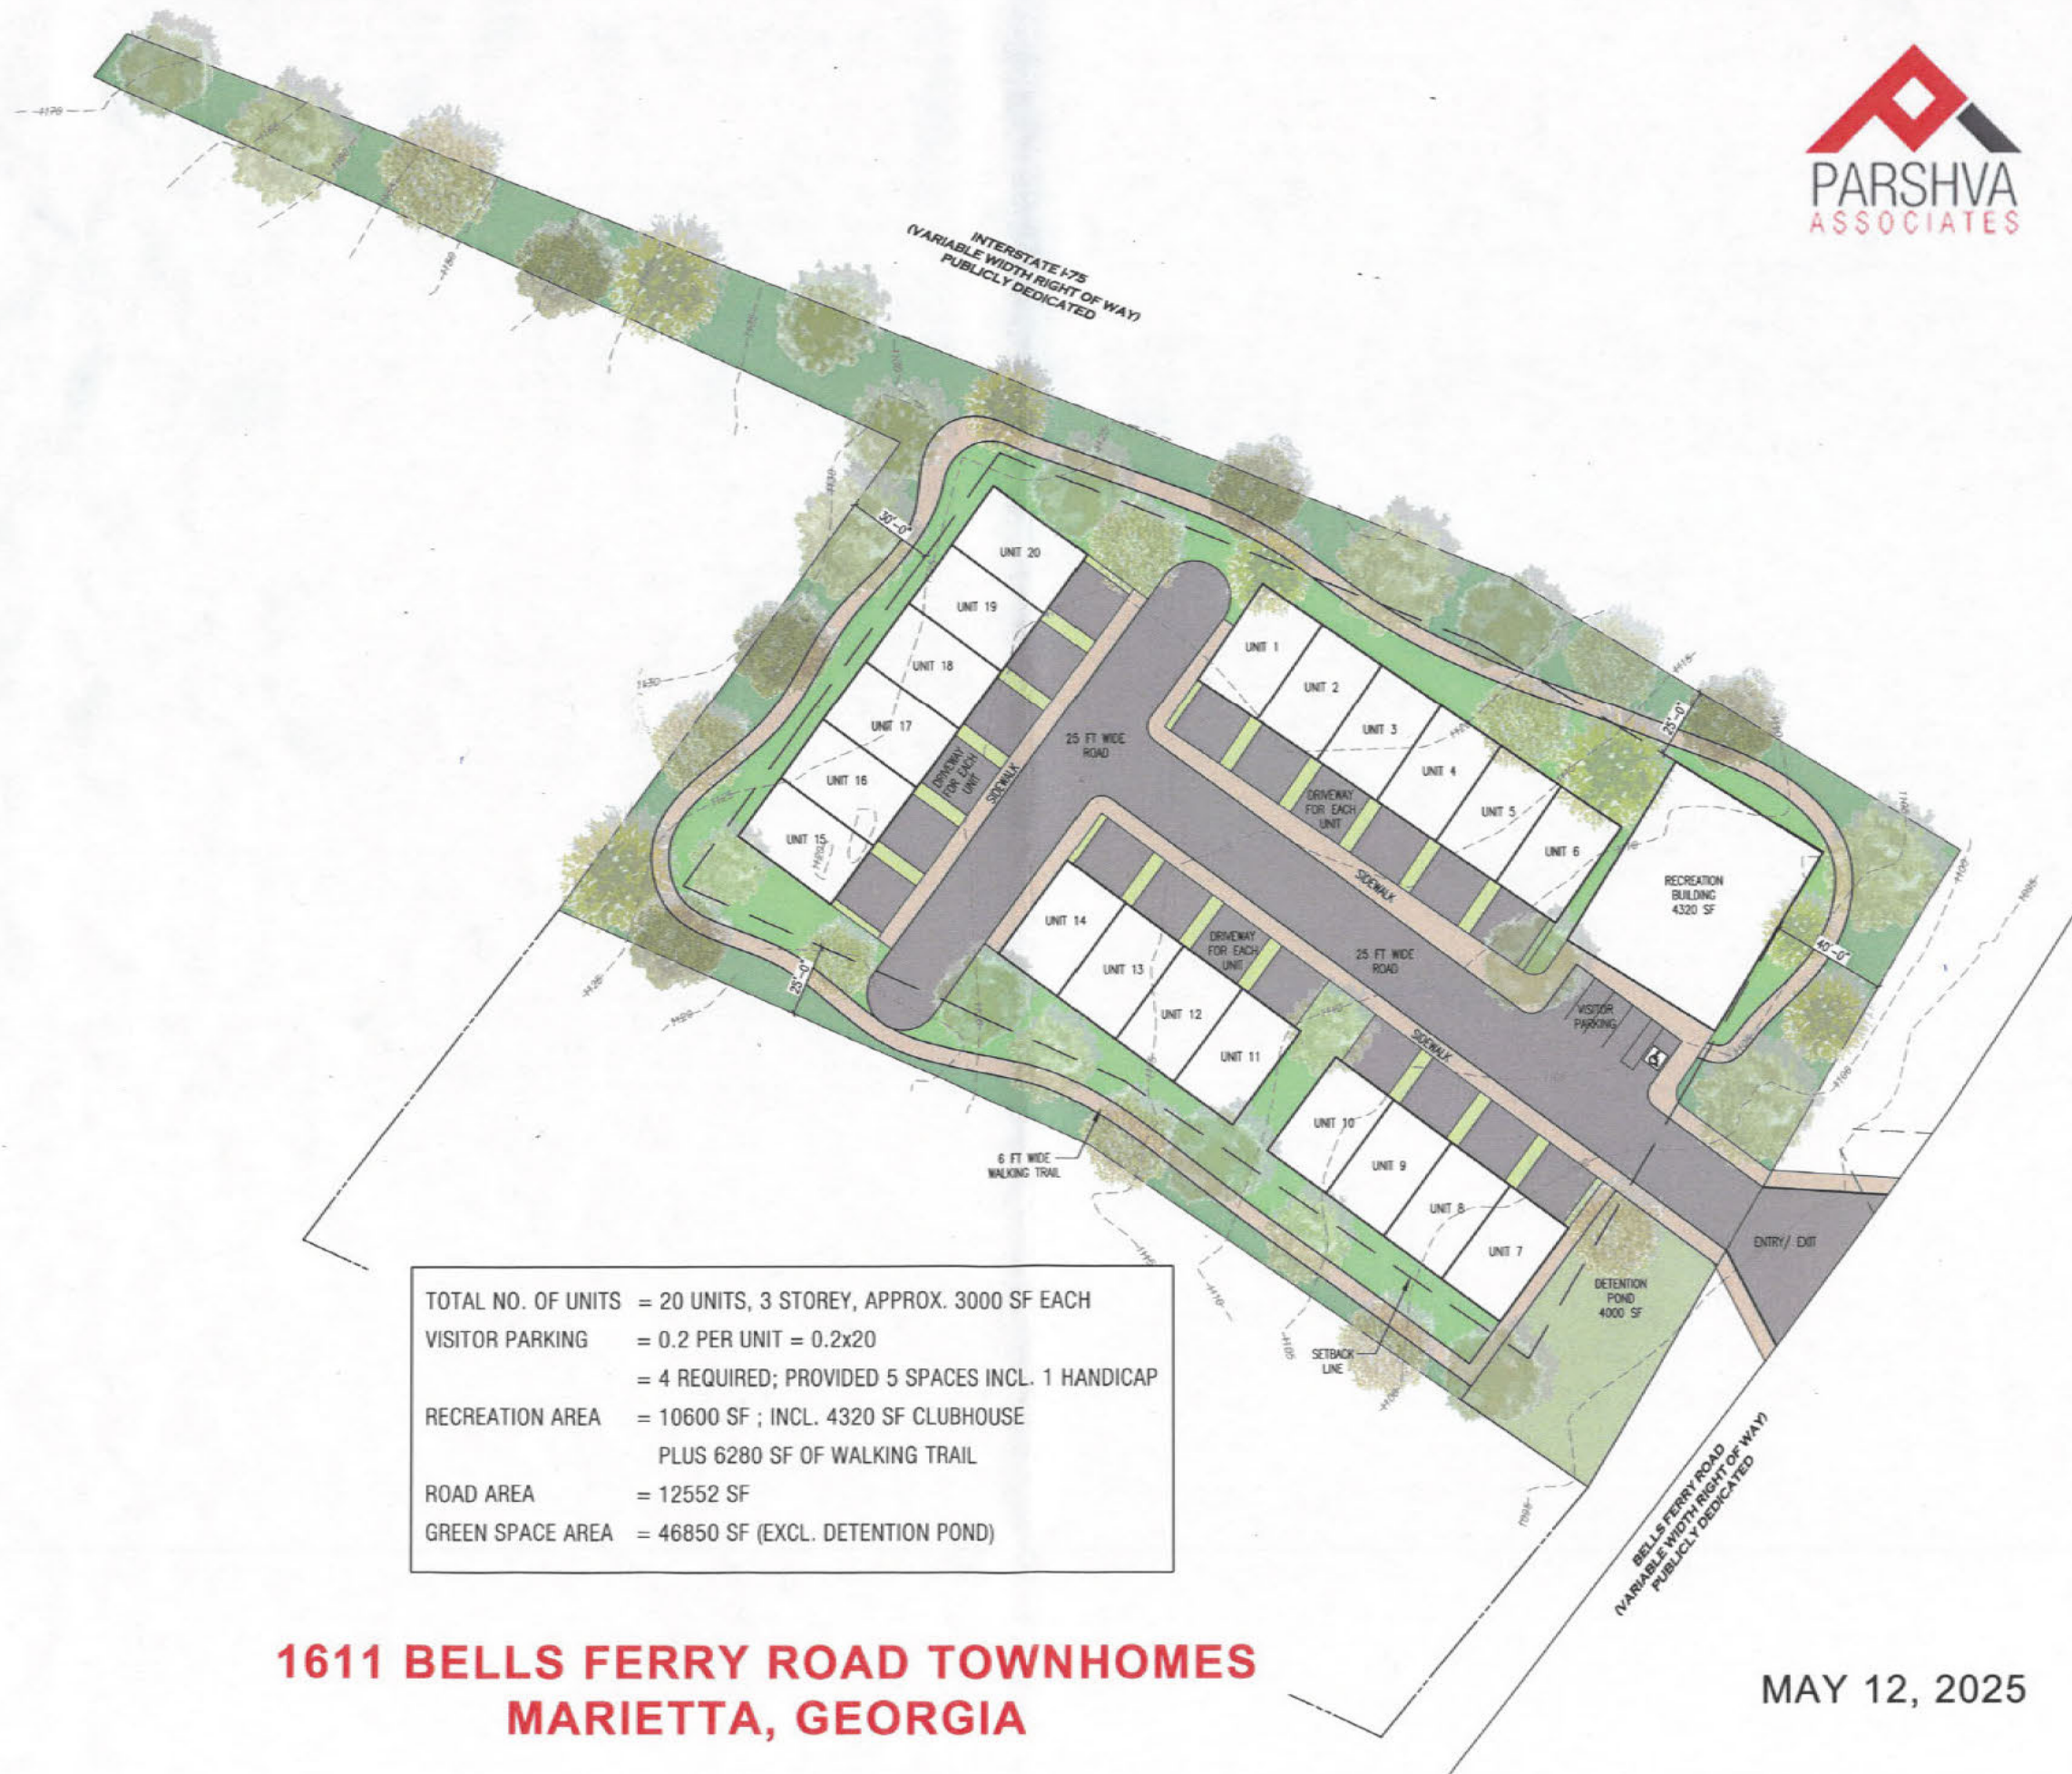 PARSHVA
ASSOCIATES
INTERSTATE I-75
(VARIABLE WIDTH RIGHT OF WAY)
PUBLICLY DEDICATED
30'-0"
UNIT 20
UNIT 19
UNIT 18
UNIT 17
UNIT 16
UNIT 15
DRIVEWAY
FOR EACH
UNIT
SIDEWALK
25 FT WIDE
ROAD
UNIT 1
UNIT 2
UNIT 3
UNIT 4
UNIT 5
UNIT 6
DRIVEWAY
FOR EACH
UNIT
SIDEWALK
25'-0"
RECREATION
BUILDING
4320 SF
40'-0"
UNIT 14
UNIT 13
UNIT 12
UNIT 11
DRIVEWAY
FOR EACH
UNIT
25 FT WIDE
ROAD
SIDEWALK
VISITOR
PARKING
25'-0"
UNIT 10
UNIT 9
UNIT 8
UNIT 7
6 FT WIDE
WALKING TRAIL
ENTRY/ EXIT
DETENTION
POND
4000 SF
SETBACK
LINE
BELLS FERRY ROAD
(VARIABLE WIDTH RIGHT OF WAY)
PUBLICLY DEDICATED
TOTAL NO. OF UNITS = 20 UNITS, 3 STOREY, APPROX. 3000 SF EACH
VISITOR PARKING = 0.2 PER UNIT = 0.2x20
= 4 REQUIRED; PROVIDED 5 SPACES INCL. 1 HANDICAP
RECREATION AREA = 10600 SF ; INCL. 4320 SF CLUBHOUSE
PLUS 6280 SF OF WALKING TRAIL
ROAD AREA = 12552 SF
GREEN SPACE AREA = 46850 SF (EXCL. DETENTION POND)
1611 BELLS FERRY ROAD TOWNHOMES
MARIETTA, GEORGIA
MAY 12, 2025